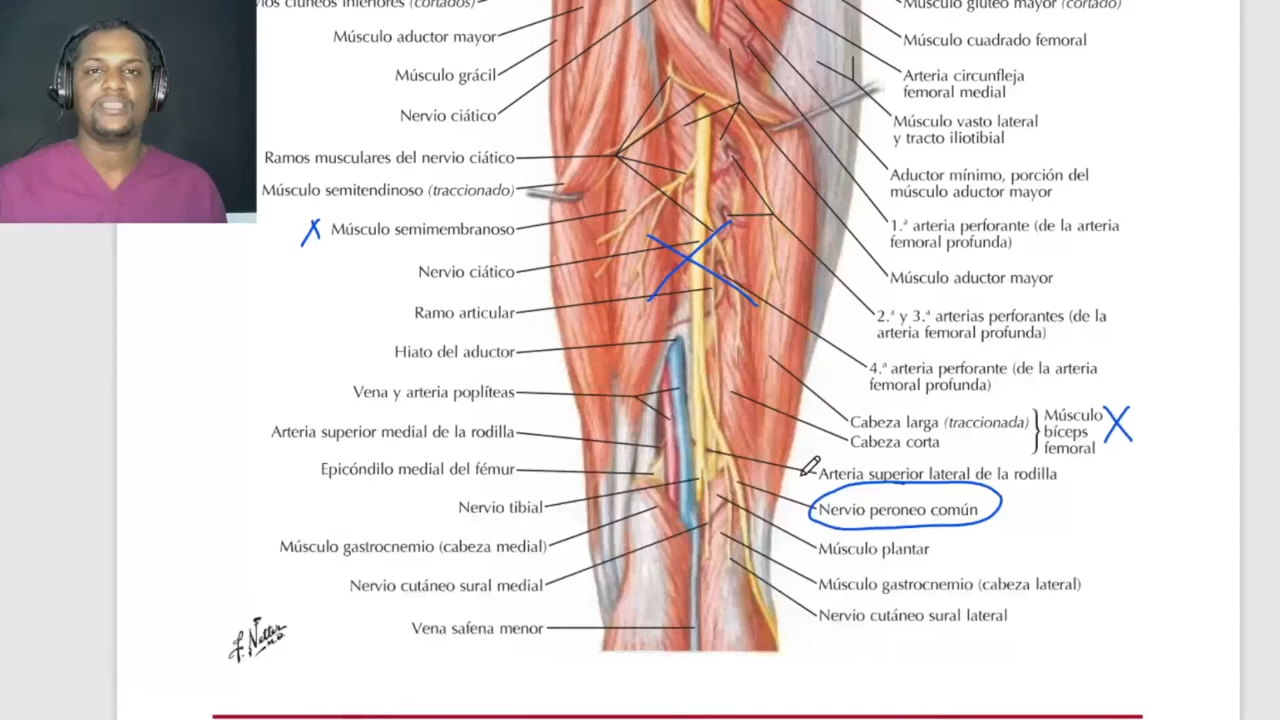 nos cluneos inferiores (cortados)
Músculo aductor mayor
Músculo grácil
Nervio ciático
Ramos musculares del nervio ciático
Músculo semitendinoso (traccionado)
X Músculo semimembranoso
Nervio ciático
Ramo articular
Hiato del aductor
Vena y arteria poplíteas
Arteria superior medial de la rodilla
Epicóndilo medial del fémur
Nervio tibial
Músculo gastrocnemio (cabeza medial)
Nervio cutáneo sural medial
Vena safena menor
F. Netter
M.D.
Músculo glúteo mayor (cortado)
Músculo cuadrado femoral
Arteria circunfleja
femoral medial
Músculo vasto lateral
y tracto iliotibial
Aductor mínimo, porción del
músculo aductor mayor
1.ª arteria perforante (de la arteria
femoral profunda)
Músculo aductor mayor
2.ª y 3.ª arterias perforantes (de la
arteria femoral profunda)
4.ª arteria perforante (de la arteria
femoral profunda)
Cabeza larga (traccionada)
Cabeza corta
Músculo
bíceps
femoral
X
Arteria superior lateral de la rodilla
Nervio peroneo común
Músculo plantar
Músculo gastrocnemio (cabeza lateral)
Nervio cutáneo sural lateral